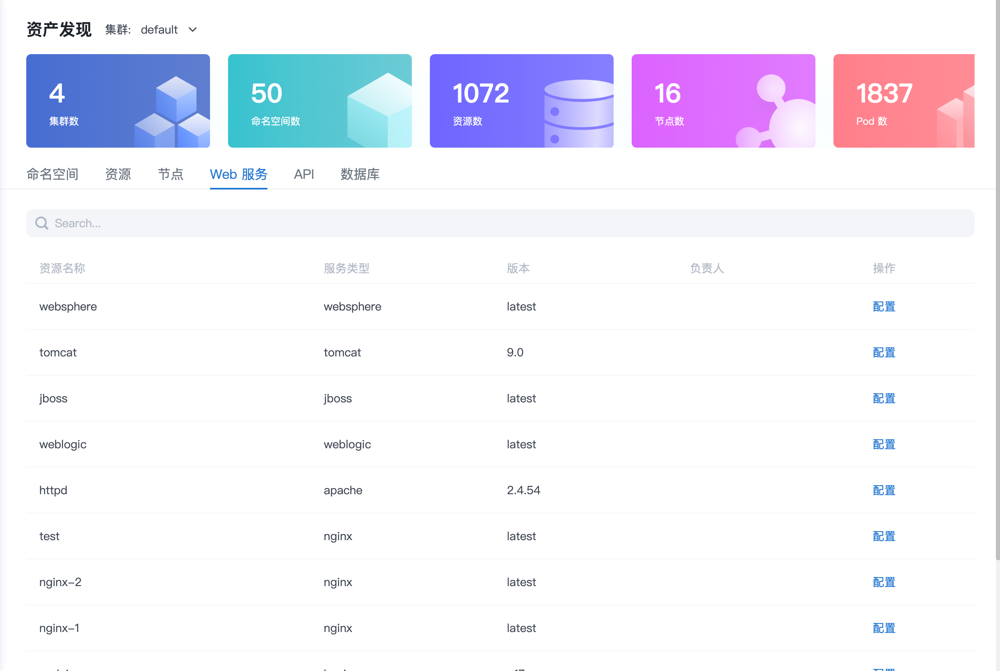 资产发现 集群: default
4 50 1072 16 1837
集群数 命名空间数 资源数 节点数 Pod 数
命名空间 资源 节点 Web 服务 API 数据库
Search...
资源名称 服务类型 版本 负责人 操作
websphere websphere latest 配置
tomcat tomcat 9.0 配置
jboss jboss latest 配置
weblogic weblogic latest 配置
httpd apache 2.4.54 配置
test nginx latest 配置
nginx-2 nginx latest 配置
nginx-1 nginx latest 配置